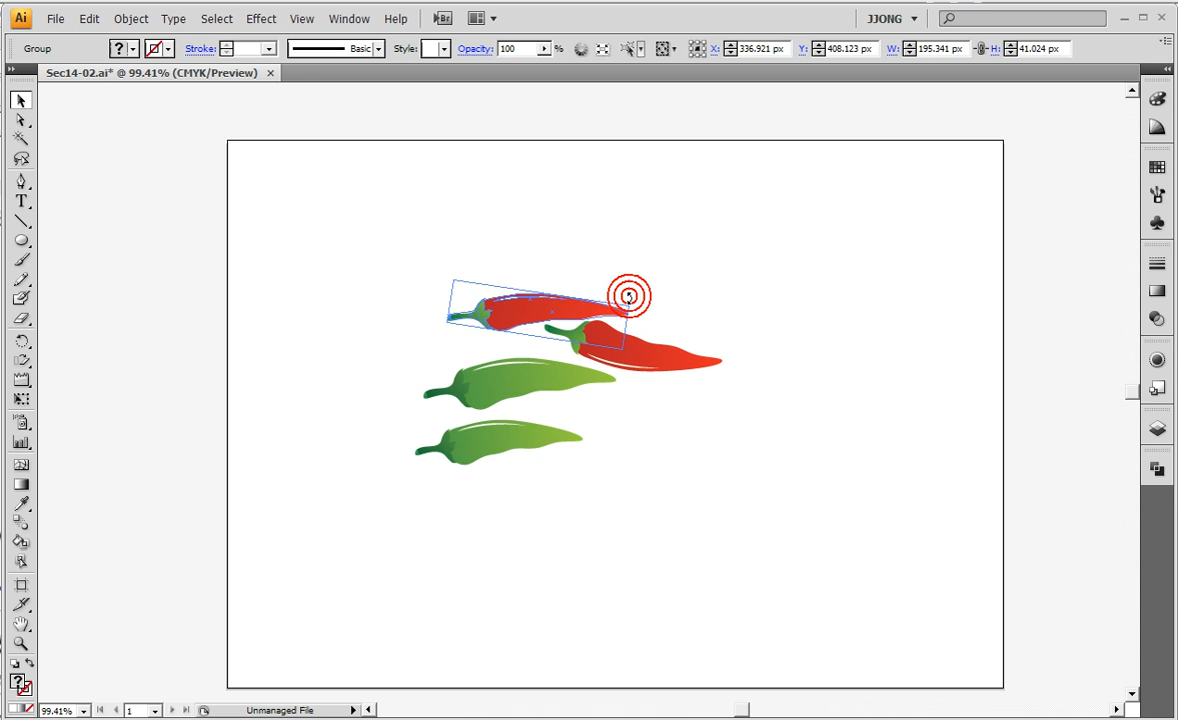 Ai File Edit Object Type Select Effect View Window Help Br JJONG
Group ? Stroke: Basic Style: Opacity: 100 % X: 336.921 px Y: 408.123 px W: 195.341 px H: 41.024 px
Sec14-02.ai* @ 99.41% (CMYK/Preview) ×
T
?
99.41% 1 Unmanaged File